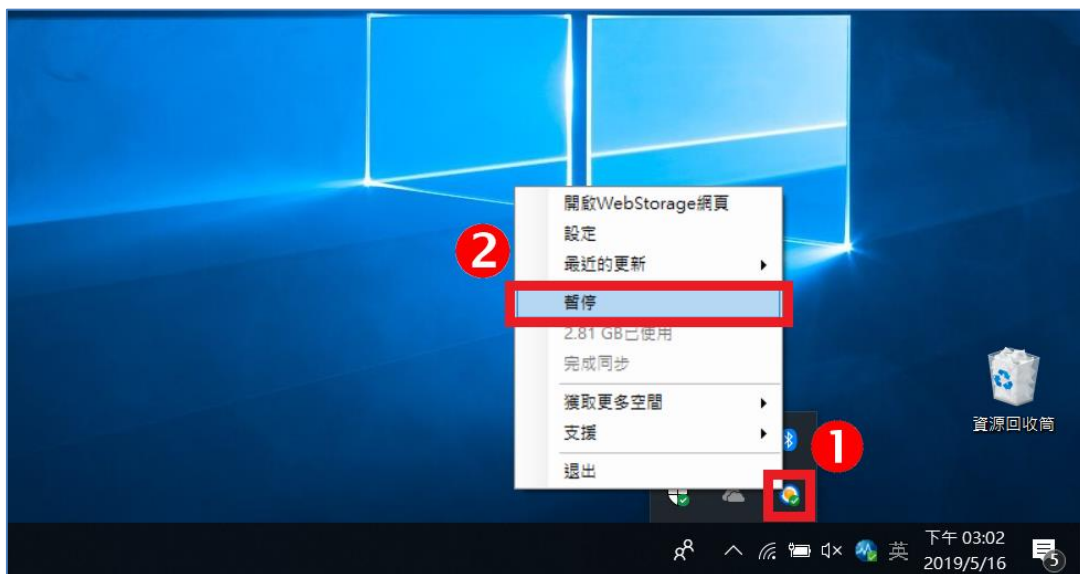 開啟WebStorage網頁
設定
2
最近的更新
暫停
2.81 GB已使用
完成同步
獲取更多空間
支援
1
退出
資源回收筒
英
下午 03:02
2019/5/16
5